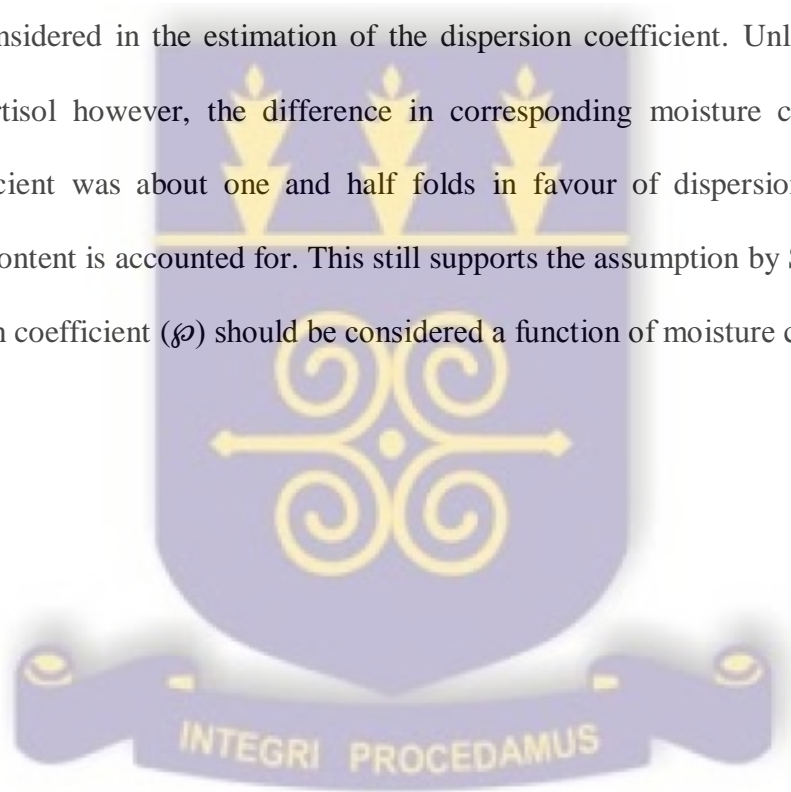 nsidered in the estimation of the dispersion coefficient. Unl
rtisol however, the difference in corresponding moisture c
cient was about one and half folds in favour of dispersion
ontent is accounted for. This still supports the assumption by S
n coefficient (℘) should be considered a function of moisture c
INTEGRI PROCEDAMUS